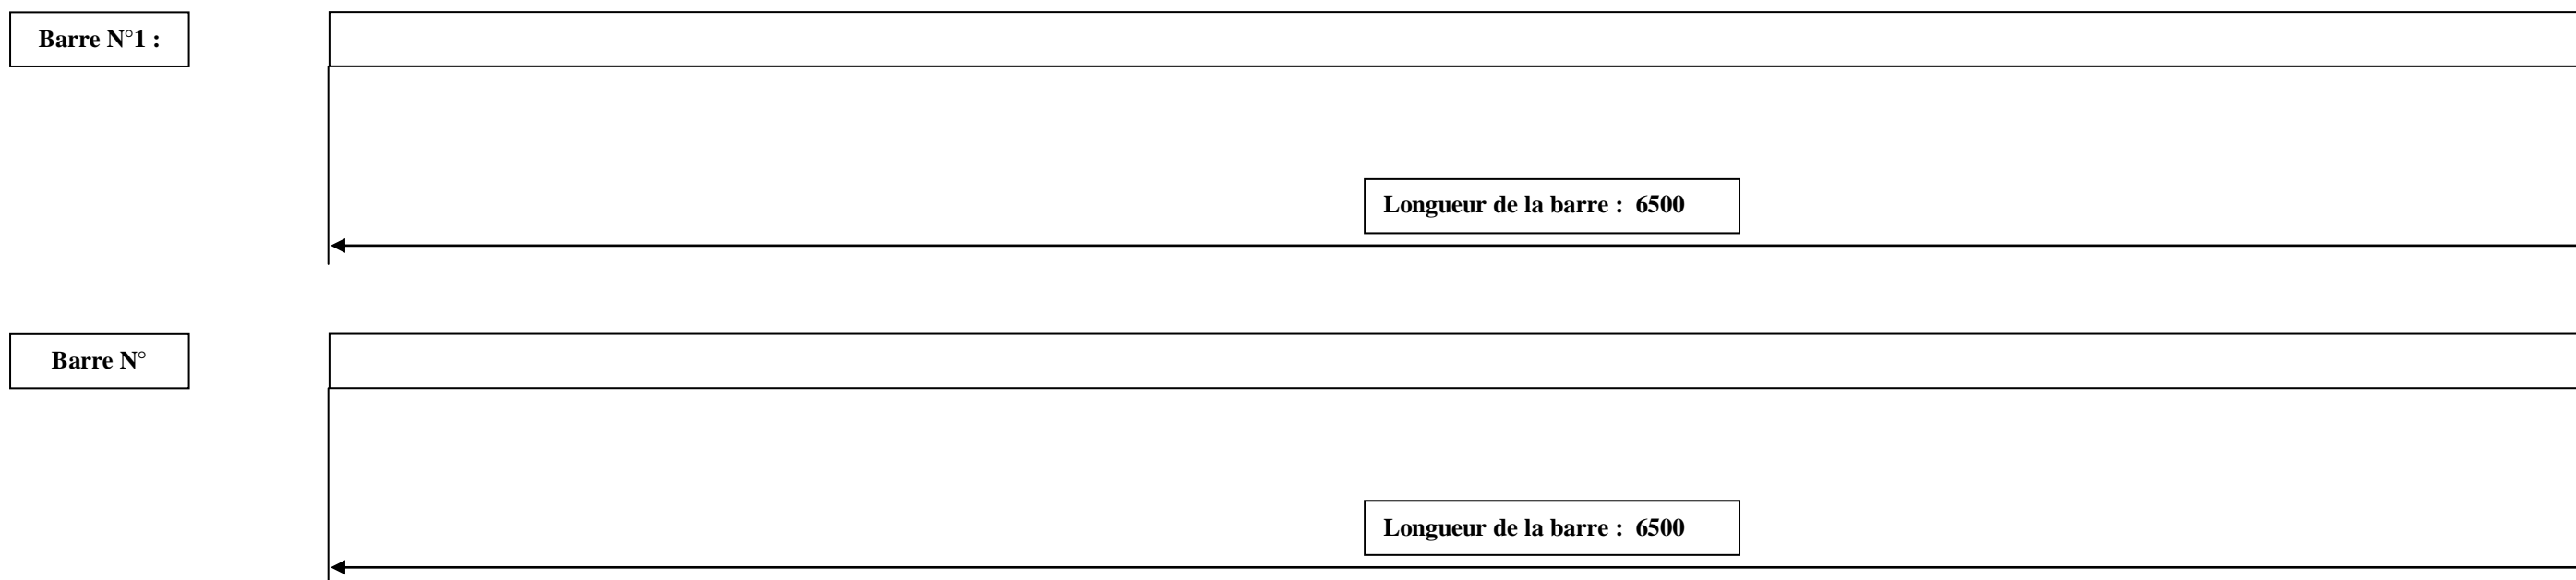 Barre N°1 :
Longueur de la barre : 6500
Barre N°
Longueur de la barre : 6500